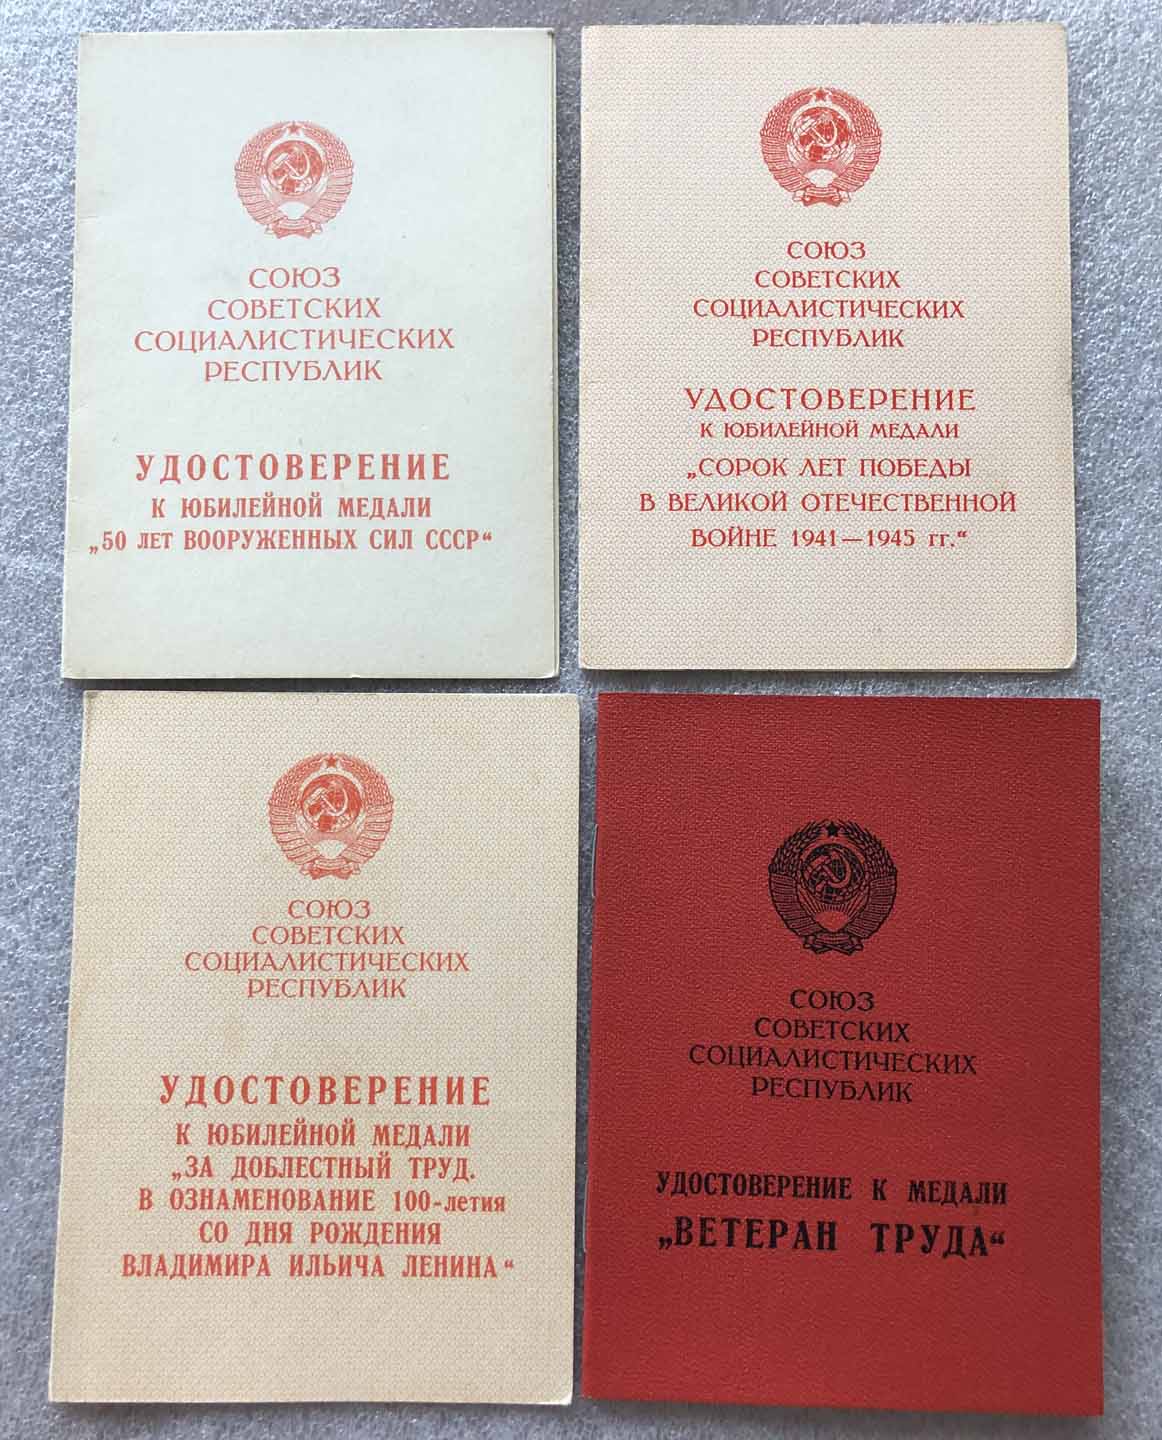 СОЮЗ
СОВЕТСКИХ
СОЦИАЛИСТИЧЕСКИХ
РЕСПУБЛИК
УДОСТОВЕРЕНИЕ
К ЮБИЛЕЙНОЙ МЕДАЛИ
„50 ЛЕТ ВООРУЖЕННЫХ СИЛ СССР“
СОЮЗ
СОВЕТСКИХ
СОЦИАЛИСТИЧЕСКИХ
РЕСПУБЛИК
УДОСТОВЕРЕНИЕ
К ЮБИЛЕЙНОЙ МЕДАЛИ
„СОРОК ЛЕТ ПОБЕДЫ
В ВЕЛИКОЙ ОТЕЧЕСТВЕННОЙ
ВОЙНЕ 1941—1945 гг.“
СОЮЗ
СОВЕТСКИХ
СОЦИАЛИСТИЧЕСКИХ
РЕСПУБЛИК
УДОСТОВЕРЕНИЕ
К ЮБИЛЕЙНОЙ МЕДАЛИ
„ЗА ДОБЛЕСТНЫЙ ТРУД.
В ОЗНАМЕНОВАНИЕ 100-летия
СО ДНЯ РОЖДЕНИЯ
ВЛАДИМИРА ИЛЬИЧА ЛЕНИНА“
СОЮЗ
СОВЕТСКИХ
СОЦИАЛИСТИЧЕСКИХ
РЕСПУБЛИК
УДОСТОВЕРЕНИЕ К МЕДАЛИ
„ВЕТЕРАН ТРУДА“